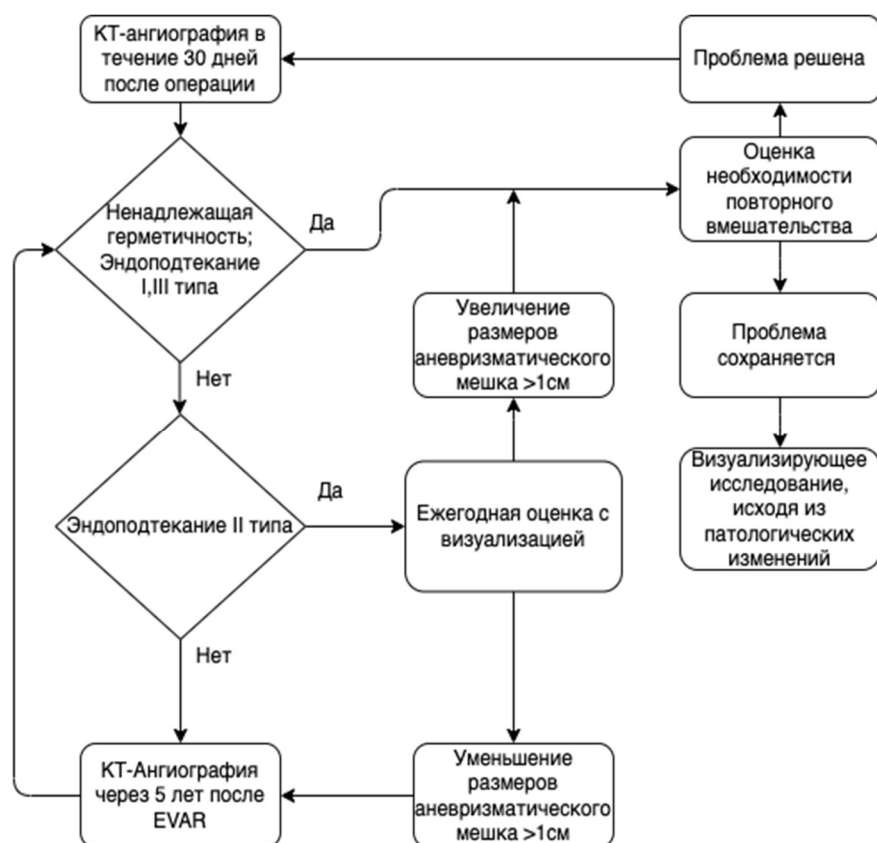 КТ-ангиография в
течение 30 дней
после операции
Проблема решена
Оценка
необходимости
повторного
вмешательства
Ненадлежащая
герметичность;
Эндоподтекание
I,III типа
Да
Увеличение
размеров
аневризматического
мешка >1см
Проблема
сохраняется
Нет
Визуализирующее
исследование,
исходя из
патологических
изменений
Эндоподтекание II типа
Да
Ежегодная оценка с
визуализацией
Нет
КТ-Ангиография
через 5 лет после
EVAR
Уменьшение
размеров
аневризматического
мешка >1см